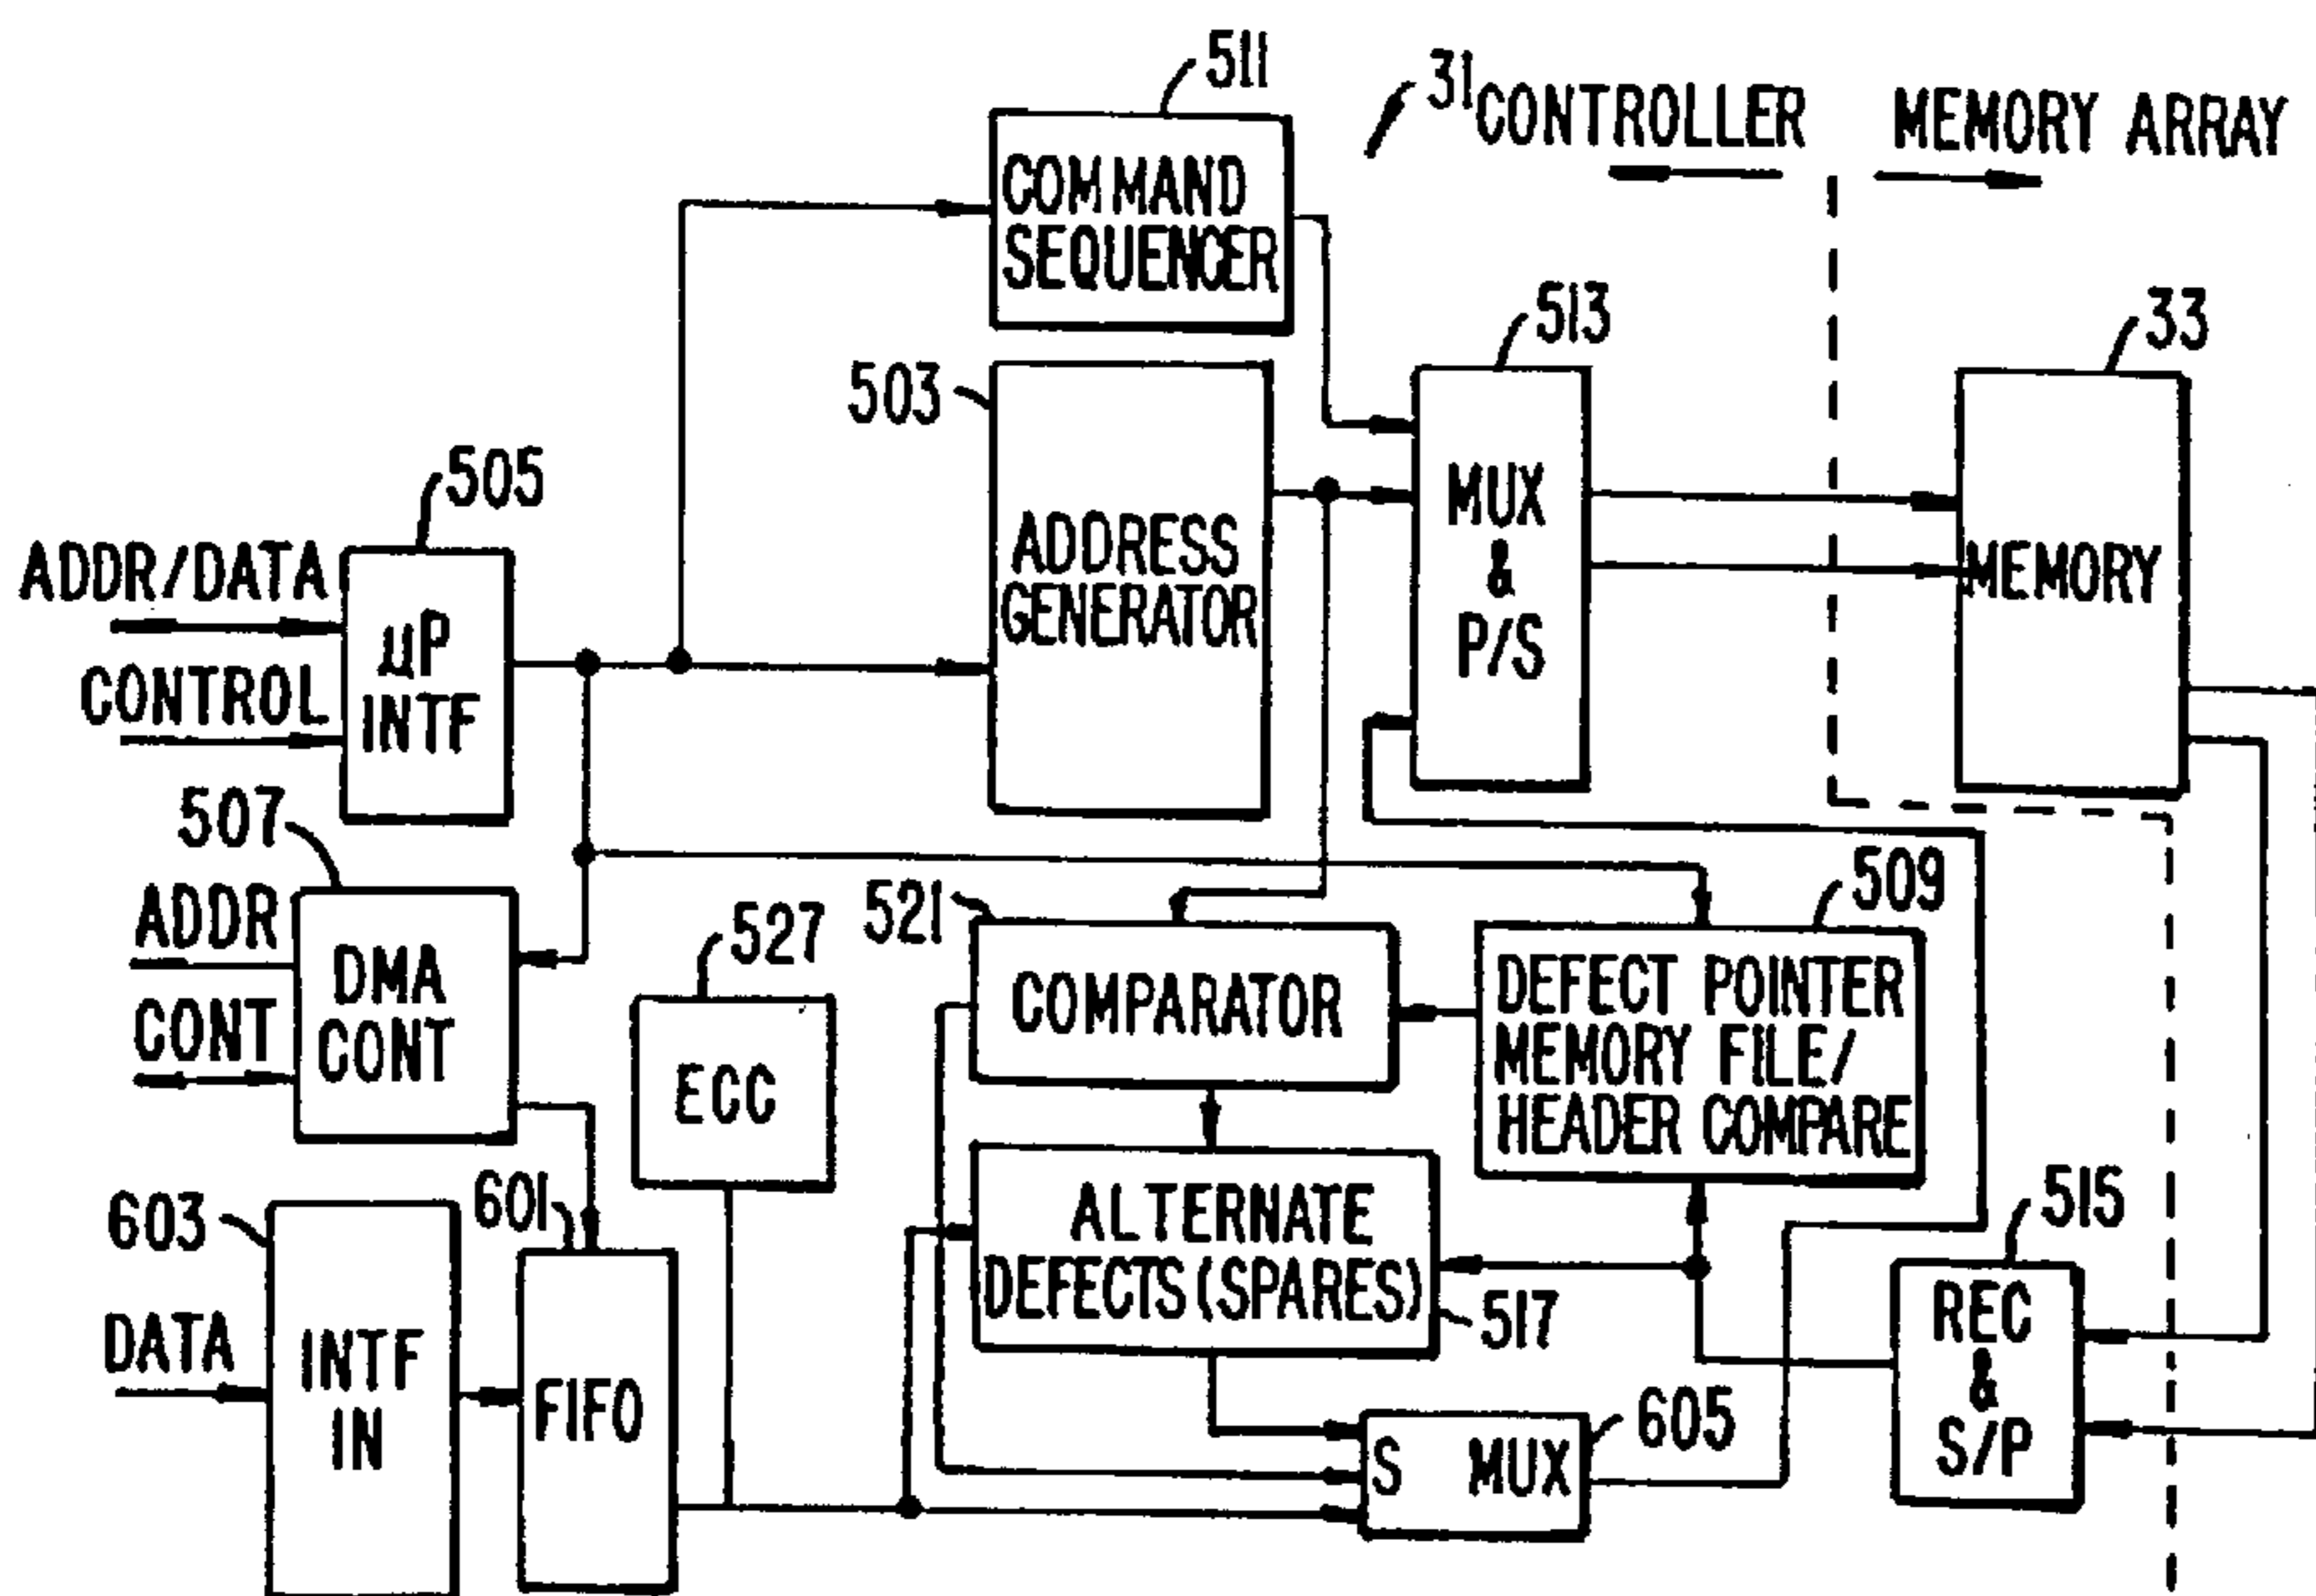 511
31
CONTROLLER
MEMORY ARRAY
COMMAND
SEQUENCER
513
33
503
505
ADDR/DATA
CONTROL
µP
INTF
ADDRESS
GENERATOR
MUX
&
P/S
MEMORY
507
ADDR
CONT
DMA
CONT
527
ECC
521
COMPARATOR
509
DEFECT POINTER
MEMORY FILE/
HEADER COMPARE
603
601
DATA
INTF
IN
FIFO
ALTERNATE
DEFECTS (SPARES)
517
515
REC
&
S/P
605
S MUX